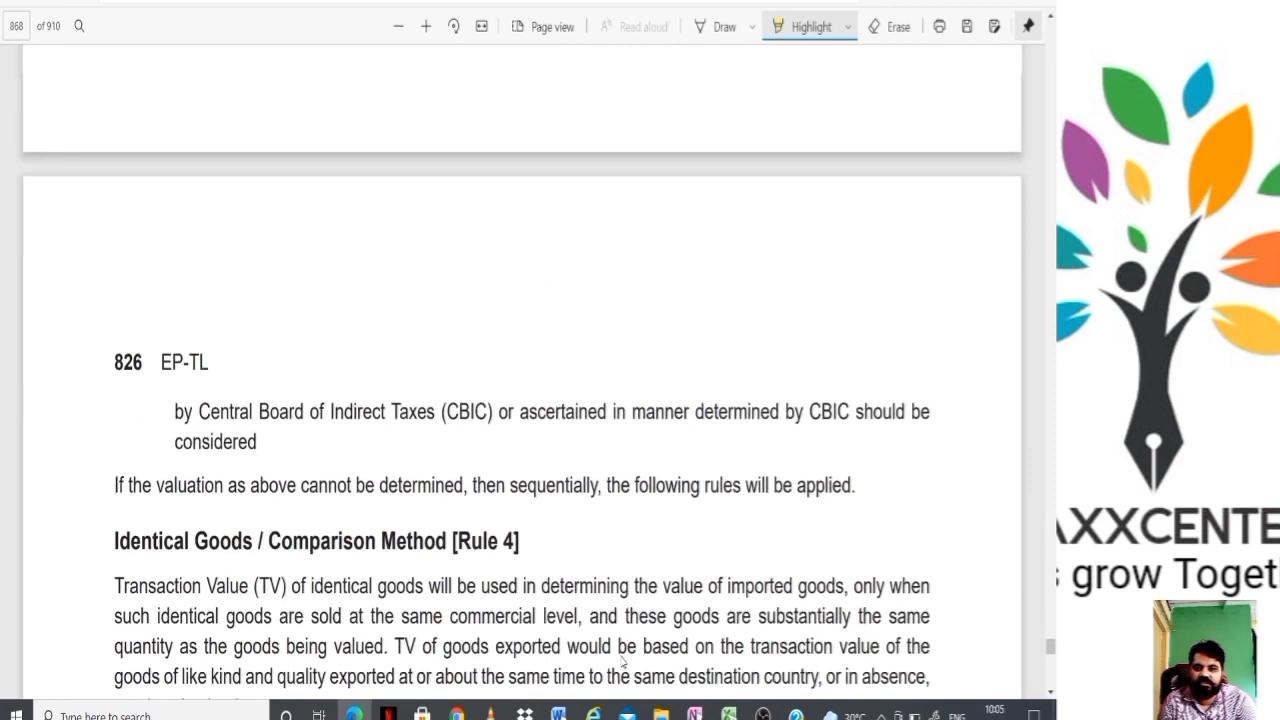 868 of 910 Page view Read aloud Draw Highlight Erase
826 EP-TL
by Central Board of Indirect Taxes (CBIC) or ascertained in manner determined by CBIC should be
considered
If the valuation as above cannot be determined, then sequentially, the following rules will be applied.
Identical Goods / Comparison Method [Rule 4]
Transaction Value (TV) of identical goods will be used in determining the value of imported goods, only when
such identical goods are sold at the same commercial level, and these goods are substantially the same
quantity as the goods being valued. TV of goods exported would be based on the transaction value of the
goods of like kind and quality exported at or about the same time to the same destination country, or in absence,
AXXCENTE
s grow Togeth
Type here to search 30°C ENG 10:05